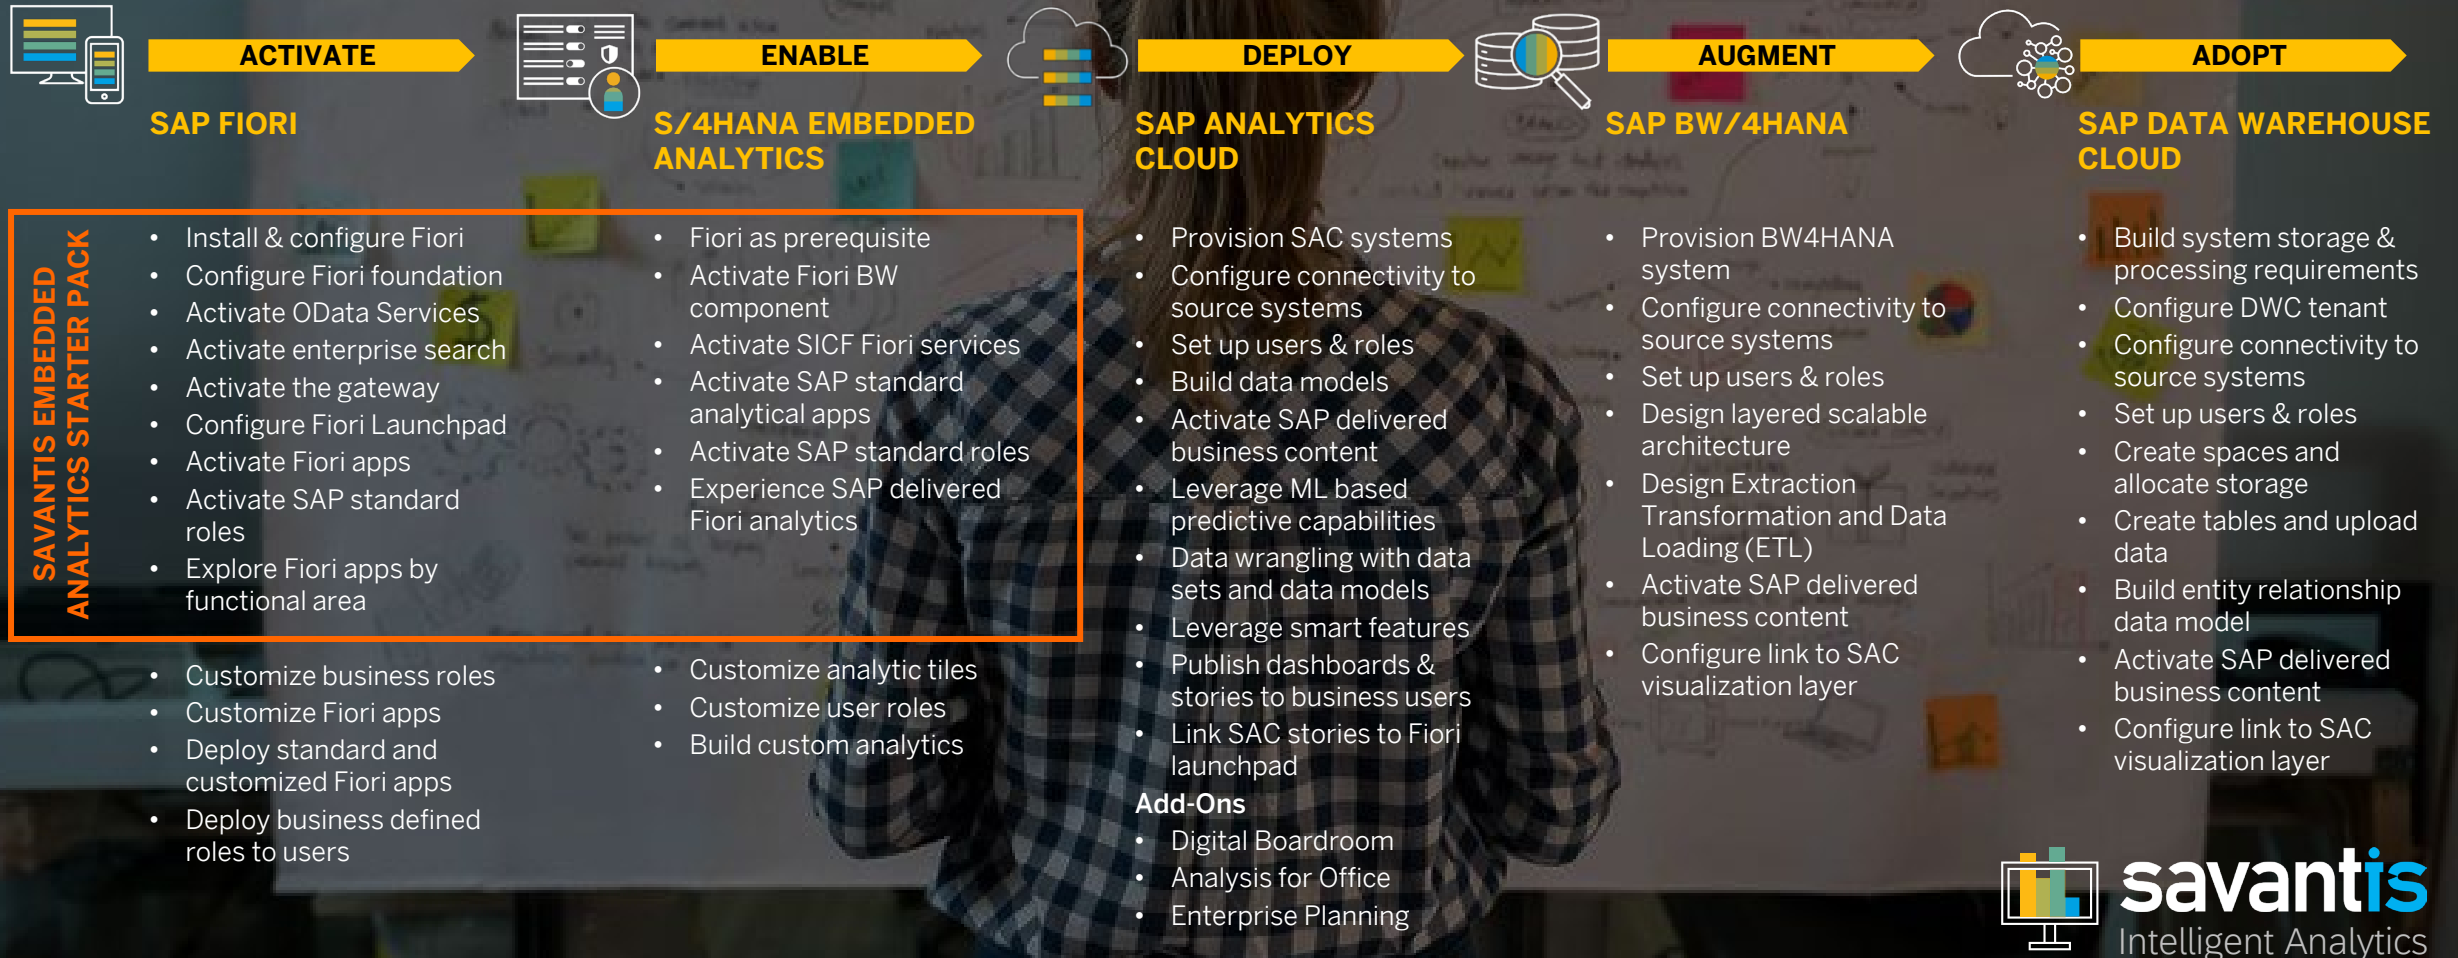 ACTIVATE
SAP FIORI
SAVANTIS EMBEDDED
ANALYTICS STARTER PACK
• Install & configure Fiori
• Configure Fiori foundation
• Activate OData Services
• Activate enterprise search
• Activate the gateway
• Configure Fiori Launchpad
• Activate Fiori apps
• Activate SAP standard
roles
• Explore Fiori apps by
functional area
• Customize business roles
• Customize Fiori apps
• Deploy standard and
customized Fiori apps
• Deploy business defined
roles to users
ENABLE
S/4HANA EMBEDDED
ANALYTICS
• Fiori as prerequisite
• Activate Fiori BW
component
• Activate SICF Fiori services
• Activate SAP standard
analytical apps
• Activate SAP standard roles
• Experience SAP delivered
Fiori analytics
• Customize analytic tiles
• Customize user roles
• Build custom analytics
DEPLOY
SAP ANALYTICS
CLOUD
• Provision SAC systems
• Configure connectivity to
source systems
• Set up users & roles
• Build data models
• Activate SAP delivered
business content
• Leverage ML based
predictive capabilities
• Data wrangling with data
sets and data models
• Leverage smart features
• Publish dashboards &
stories to business users
• Link SAC stories to Fiori
launchpad
Add-Ons
• Digital Boardroom
• Analysis for Office
• Enterprise Planning
AUGMENT
SAP BW/4HANA
• Provision BW4HANA
system
• Configure connectivity to
source systems
• Set up users & roles
• Design layered scalable
architecture
• Design Extraction
Transformation and Data
Loading (ETL)
• Activate SAP delivered
business content
• Configure link to SAC
visualization layer
ADOPT
SAP DATA WAREHOUSE
CLOUD
• Build system storage &
processing requirements
• Configure DWC tenant
• Configure connectivity to
source systems
• Set up users & roles
• Create spaces and
allocate storage
• Create tables and upload
data
• Build entity relationship
data model
• Activate SAP delivered
business content
• Configure link to SAC
visualization layer
savantis
Intelligent Analytics